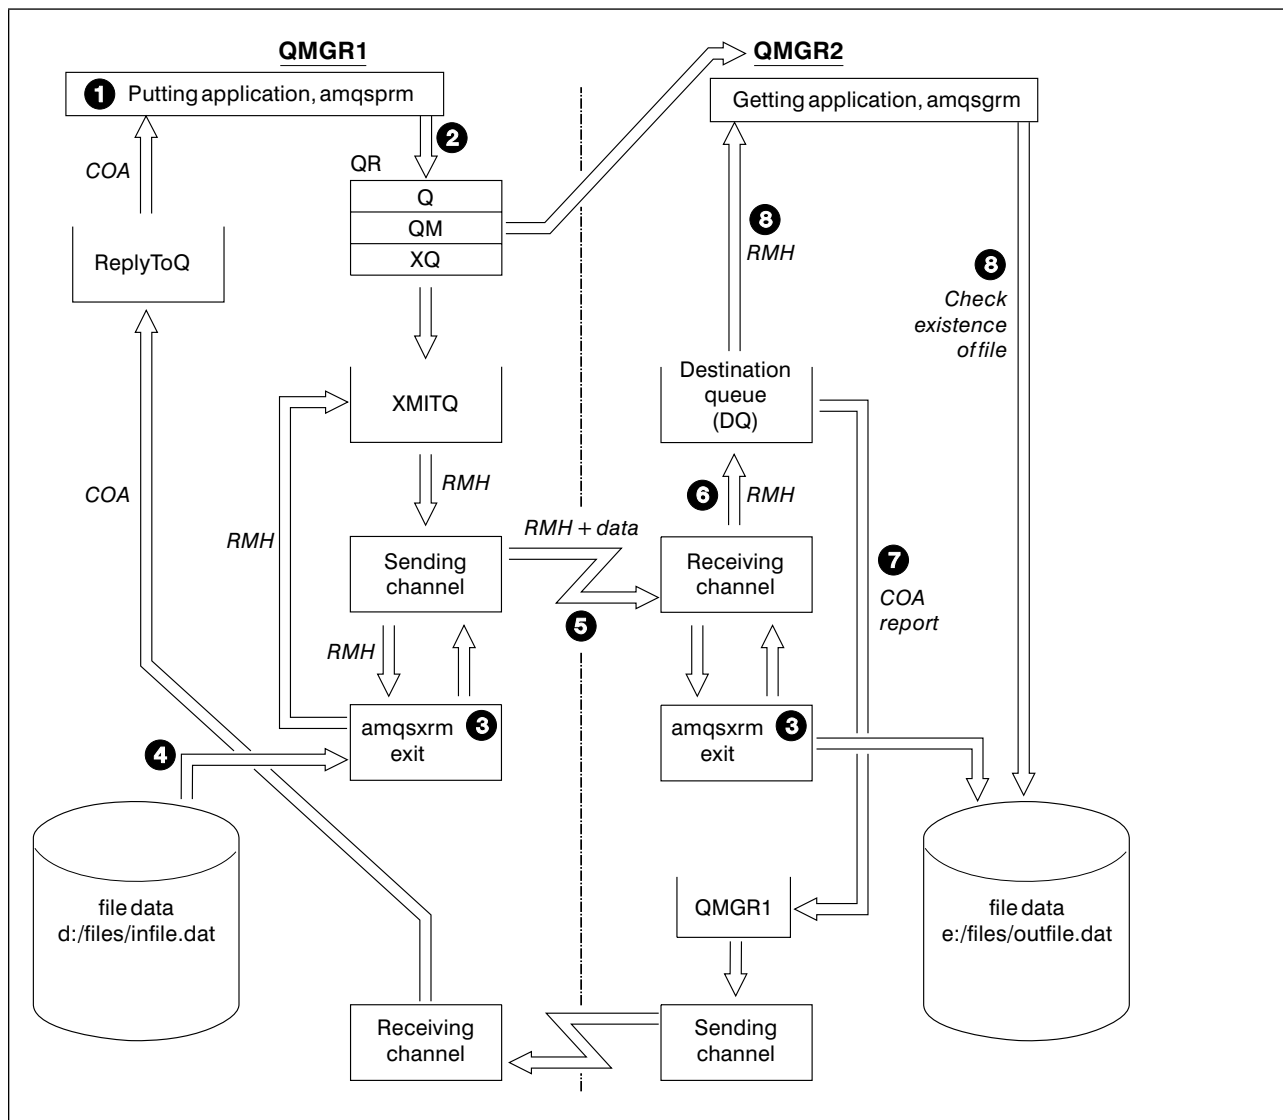 QMGR1
QMGR2
1 Putting application, amqsprm
Getting application, amqsgrm
2
COA
QR
Q
QM
XQ
ReplyToQ
8
RMH
8
Check
existence
of file
XMITQ
Destination
queue
(DQ)
COA
RMH
RMH
6
RMH
RMH + data
Sending
channel
Receiving
channel
7
COA
report
5
RMH
amqsxrm
exit
3
amqsxrm
exit
3
4
file data
d:/files/infile.dat
QMGR1
file data
e:/files/outfile.dat
Receiving
channel
Sending
channel